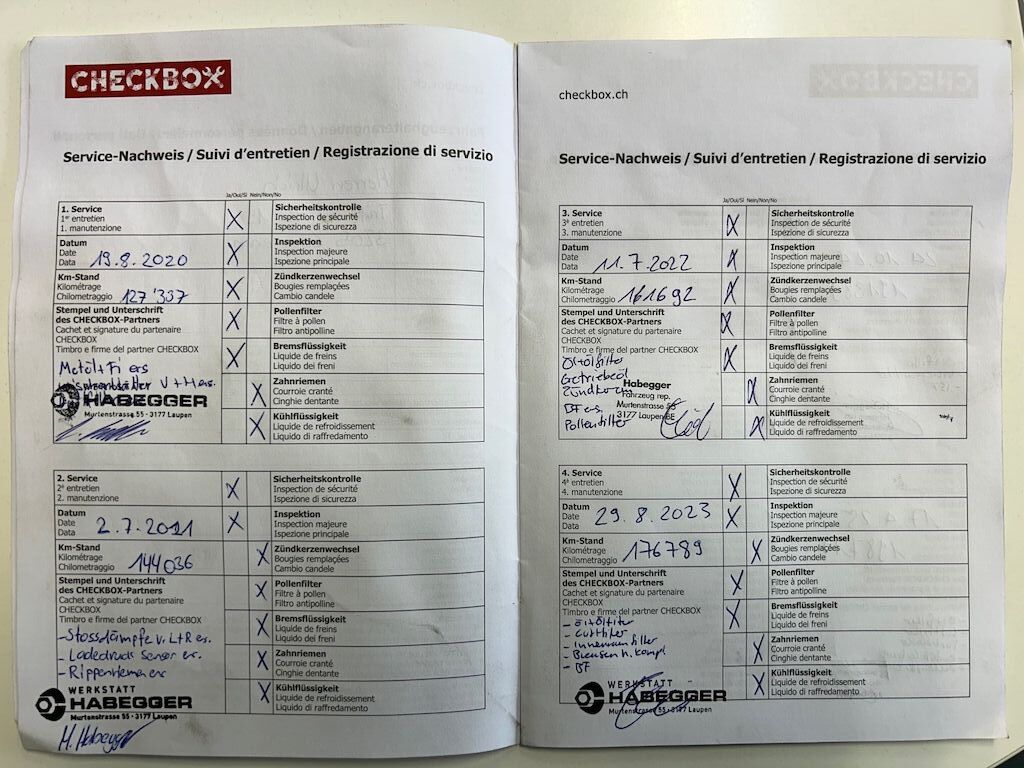 CHECKBOX
Service-Nachweis / Suivi d'entretien / Registrazione di servizio
Ja/Oui/Sì Nein/Non/No
1. Service
1er entretien
1. manutenzione
X
Sicherheitskontrolle
Inspection de sécurité
Ispezione di sicurezza
Datum
Date
Data 19.8.2020
X
Inspektion
Inspection majeure
Ispezione principale
Km-Stand
Kilométrage
Chilometraggio 127'337
X
Zündkerzenwechsel
Bougies remplacées
Cambio candele
Stempel und Unterschrift
des CHECKBOX-Partners
Cachet et signature du partenaire
CHECKBOX
Timbro e firme del partner CHECKBOX
X
Pollenfilter
Filtre à pollen
Filtro antipolline
X
Bremsflüssigkeit
Liquide de freins
Liquido dei freni
X
Zahnriemen
Courroie cranté
Cinghie dentante
X
Kühlflüssigkeit
Liquide de refroidissement
Liquido di raffredamento
V + H ers.
HABEGGER
Murtenstrasse 55 - 3177 Laupen
2. Service
2e entretien
2. manutenzione
X
Sicherheitskontrolle
Inspection de sécurité
Ispezione di sicurezza
Datum
Date
Data 2.7.2021
X
Inspektion
Inspection majeure
Ispezione principale
Km-Stand
Kilométrage
Chilometraggio 144036
X
Zündkerzenwechsel
Bougies remplacées
Cambio candele
Stempel und Unterschrift
des CHECKBOX-Partners
Cachet et signature du partenaire
CHECKBOX
Timbro e firme del partner CHECKBOX
X
Pollenfilter
Filtre à pollen
Filtro antipolline
X
Bremsflüssigkeit
Liquide de freins
Liquido dei freni
X
Zahnriemen
Courroie cranté
Cinghie dentante
X
Kühlflüssigkeit
Liquide de refroidissement
Liquido di raffredamento
- Stossdämpfe v. L+R er.
- Ladedruck Sensor er.
- Rippenriemen er
WERKSTATT
HABEGGER
Murtenstrasse 55 - 3177 Laupen
H. Habegger
checkbox.ch
Service-Nachweis / Suivi d'entretien / Registrazione di servizio
Ja/Oui/Sì Nein/Non/No
3. Service
3e entretien
3. manutenzione
X
Sicherheitskontrolle
Inspection de sécurité
Ispezione di sicurezza
Datum
Date
Data 11.7.2022
X
Inspektion
Inspection majeure
Ispezione principale
Km-Stand
Kilométrage
Chilometraggio 161692
X
Zündkerzenwechsel
Bougies remplacées
Cambio candele
Stempel und Unterschrift
des CHECKBOX-Partners
Cachet et signature du partenaire
CHECKBOX
Timbro e firme del partner CHECKBOX
X
Pollenfilter
Filtre à pollen
Filtro antipolline
X
Bremsflüssigkeit
Liquide de freins
Liquido dei freni
X
Zahnriemen
Courroie cranté
Cinghie dentante
X
Kühlflüssigkeit
Liquide de refroidissement
Liquido di raffredamento
Getriebeöl
BF ers.
Pollenfilter
Habegger
Fahrzeug rep.
Murtenstrasse 55
3177 Laupen BE
4. Service
4e entretien
4. manutenzione
X
Sicherheitskontrolle
Inspection de sécurité
Ispezione di sicurezza
Datum
Date
Data 29.8.2023
X
Inspektion
Inspection majeure
Ispezione principale
Km-Stand
Kilométrage
Chilometraggio 176789
X
Zündkerzenwechsel
Bougies remplacées
Cambio candele
Stempel und Unterschrift
des CHECKBOX-Partners
Cachet et signature du partenaire
CHECKBOX
Timbro e firme del partner CHECKBOX
X
Pollenfilter
Filtre à pollen
Filtro antipolline
X
Bremsflüssigkeit
Liquide de freins
Liquido dei freni
X
Zahnriemen
Courroie cranté
Cinghie dentante
X
Kühlflüssigkeit
Liquide de refroidissement
Liquido di raffredamento
- Luftfilter
- Innenraumfilter
- Bremsen h. kompl
- BF
WERKSTATT
HABEGGER
Murtenstrasse 55 - 3177 Laupen